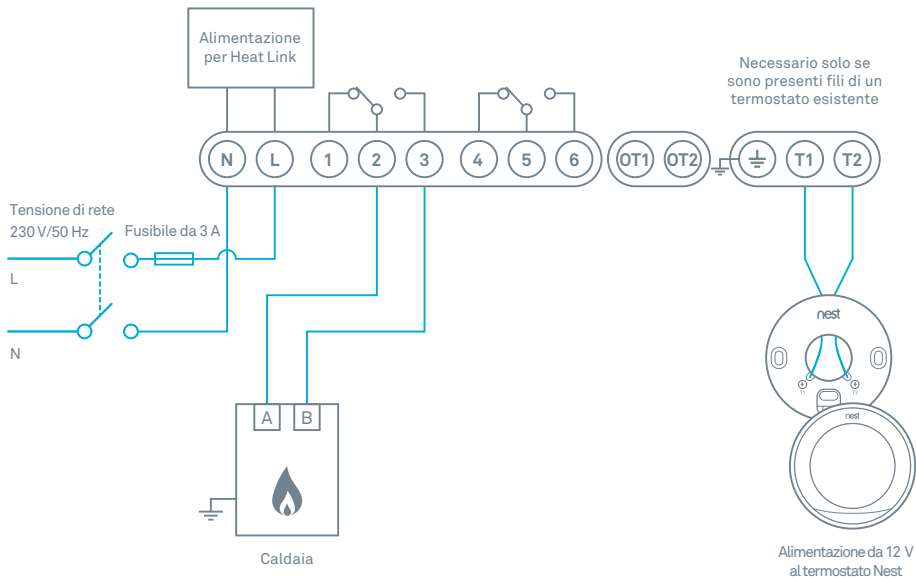 Alimentazione
per Heat Link
Necessario solo se
sono presenti fili di un
termostato esistente
N L 1 2 3 4 5 6 OT1 OT2 T1 T2
Tensione di rete
230 V/50 Hz
Fusibile da 3 A
L
N
nest
T1 T2
nest
A B
Caldaia
Alimentazione da 12 V
al termostato Nest